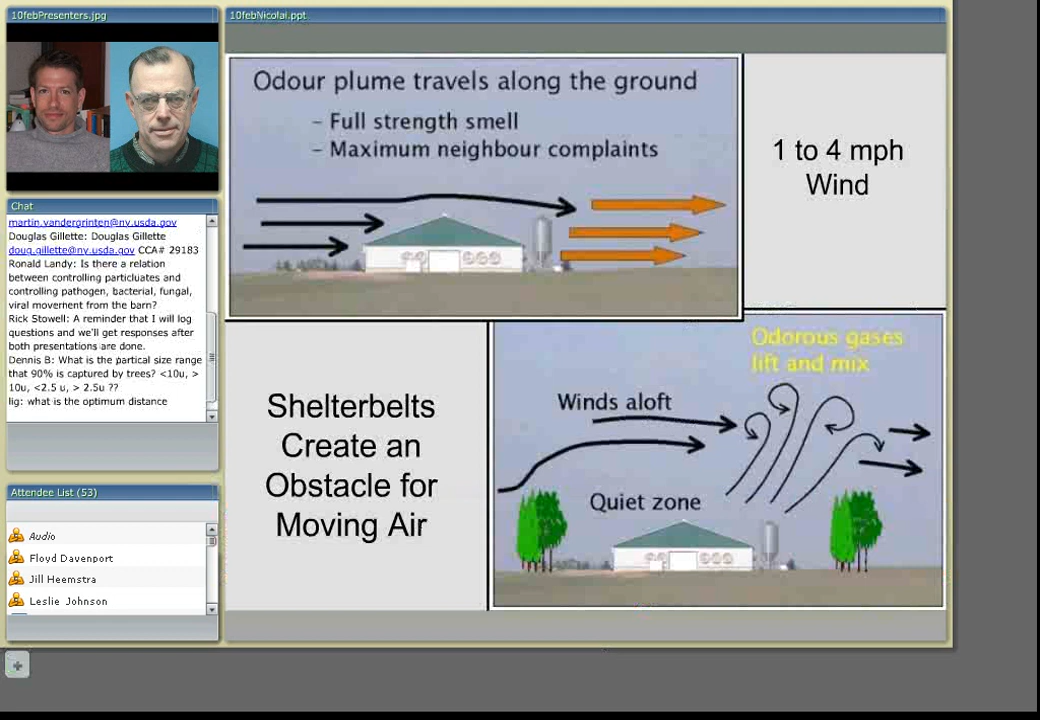 10febPresenters.jpg
10febNicolai.ppt
Odour plume travels along the ground
– Full strength smell
– Maximum neighbour complaints
1 to 4 mph
Wind
Chat
martin.vandergrinten@ny.usda.gov
Douglas Gillette: Douglas Gillette
doug.gillette@ny.usda.gov CCA# 29183
Ronald Landy: Is there a relation
between controlling particluates and
controlling pathogen, bacterial, fungal,
viral movement from the barn?
Rick Stowell: A reminder that I will log
questions and we'll get responses after
both presentations are done.
Dennis B: What is the partical size range
that 90% is captured by trees? <10u, >
10u, <2.5 u, > 2.5u ??
lig: what is the optimum distance
Shelterbelts
Create an
Obstacle for
Moving Air
Odorous gases
lift and mix
Winds aloft
Quiet zone
Attendee List (53)
Audio
Floyd Davenport
Jill Heemstra
Leslie Johnson